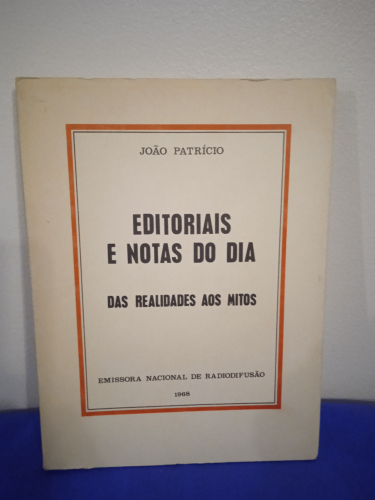 JOÃO PATRÍCIO
EDITORIAIS
E NOTAS DO DIA
DAS REALIDADES AOS MITOS
EMISSORA NACIONAL DE RADIODIFUSÃO
1968